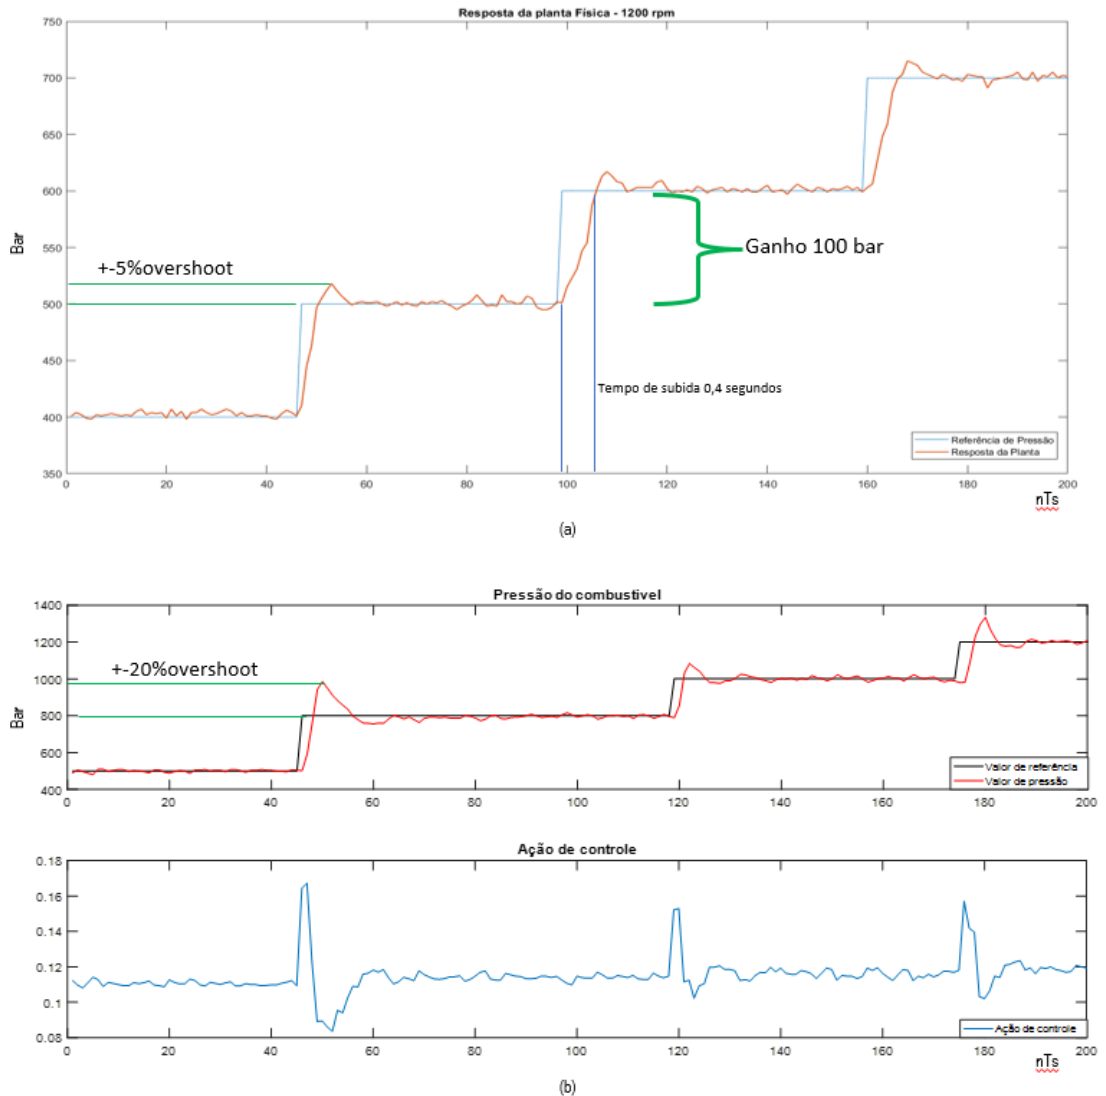 Resposta da planta Física - 1200 rpm
750
700
650
600
550
500
450
400
350
Bar
+-5%overshoot
Ganho 100 bar
Tempo de subida 0,4 segundos
Referência de Pressão
Resposta da Planta
0 20 40 60 80 100 120 140 160 180 200
nTs
(a)
Pressão do combustivel
1400
1200
1000
800
600
400
Bar
+-20%overshoot
Valor de referência
Valor de pressão
0 20 40 60 80 100 120 140 160 180 200
Ação de controle
0.18
0.16
0.14
0.12
0.1
0.08
Ação de controle
0 20 40 60 80 100 120 140 160 180 200
nTs
(b)